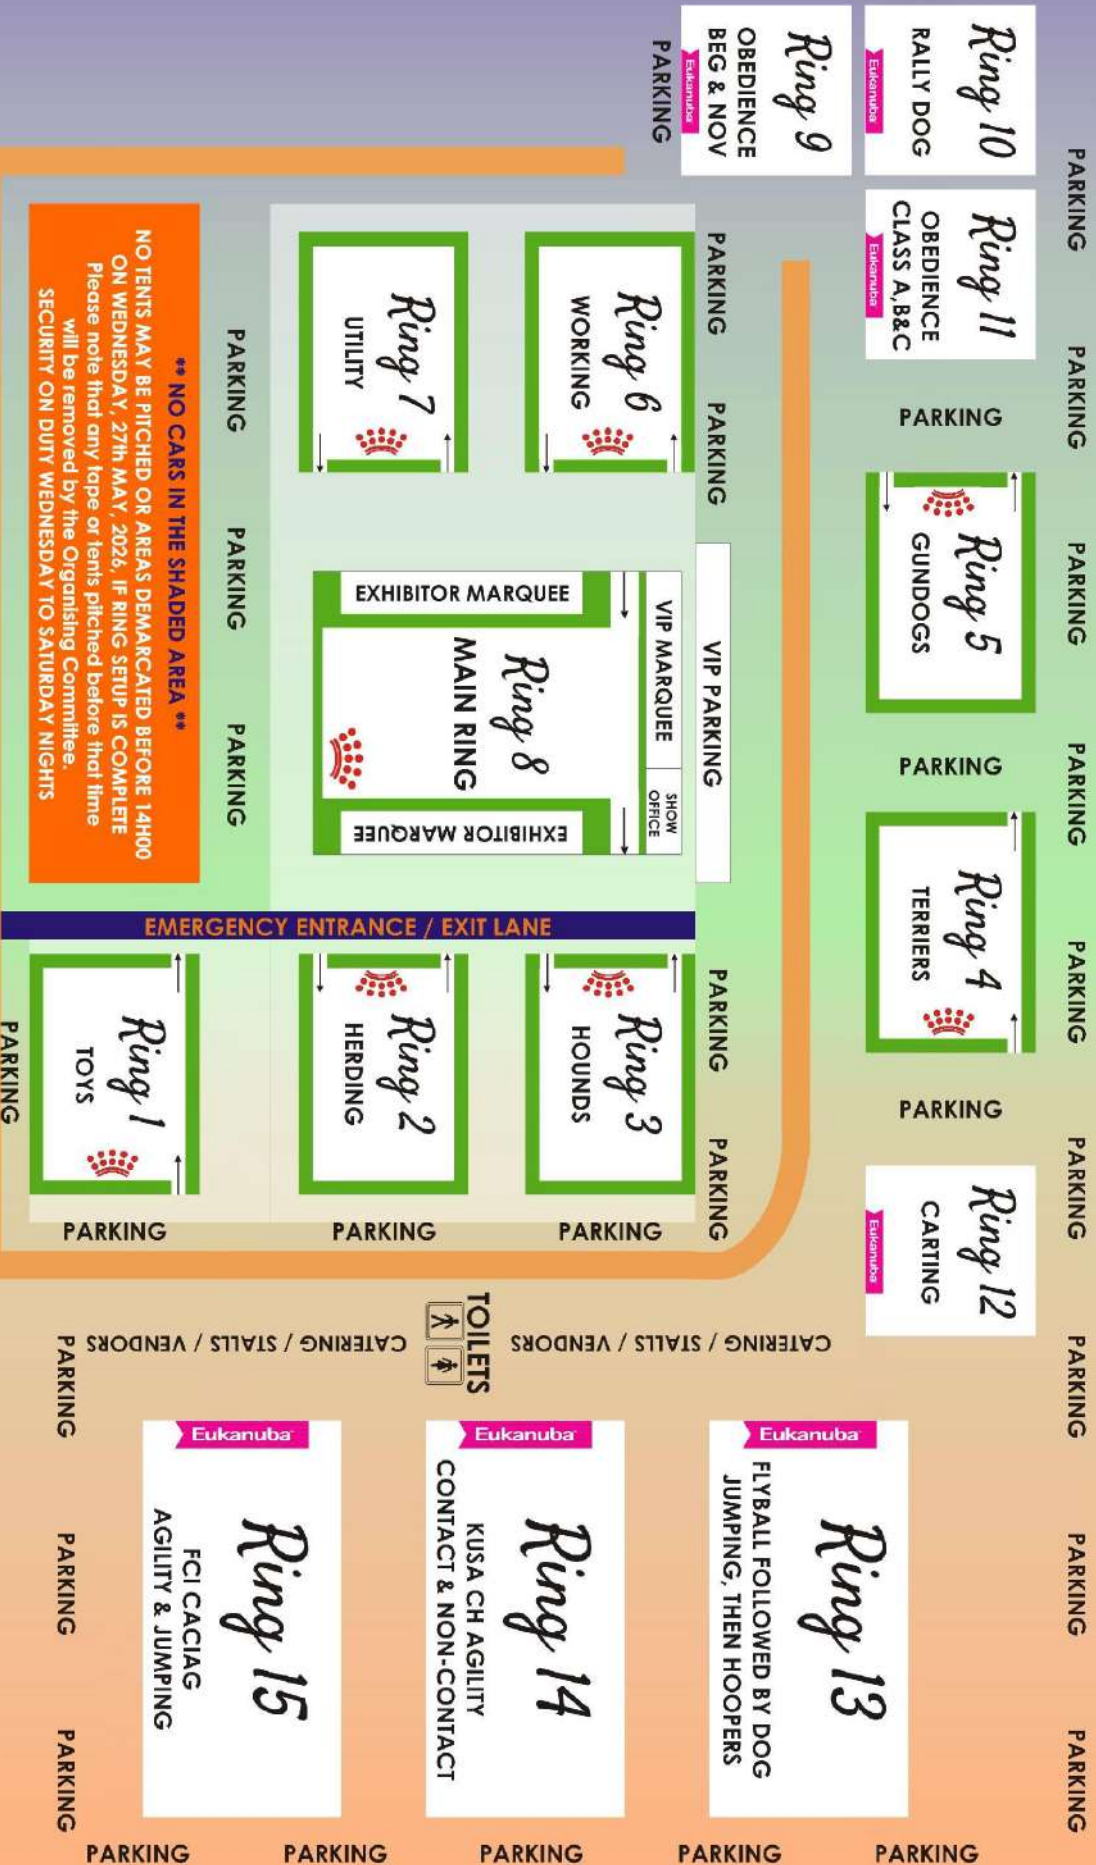 PARKING
PARKING
PARKING
PARKING
PARKING
PARKING
PARKING
PARKING
PARKING
Ring 10
RALLY DOG
Eukanuba
Ring 11
OBEDIENCE
CLASS A,B&C
Eukanuba
PARKING
Ring 5
GUNDOGS
PARKING
Ring 4
TERRIERS
PARKING
Ring 12
CARTING
Eukanuba
Ring 9
OBEDIENCE
BEG & NOV
Eukanuba
PARKING
PARKING
PARKING
VIP PARKING
PARKING
PARKING
Ring 6
WORKING
VIP MARQUEE
SHOW
OFFICE
Ring 3
HOUNDS
PARKING
Ring 7
UTILITY
EXHIBITOR MARQUEE
Ring 8
MAIN RING
EXHIBITOR MARQUEE
EMERGENCY ENTRANCE / EXIT LANE
Ring 2
HERDING
PARKING
PARKING
PARKING
PARKING
** NO CARS IN THE SHADED AREA **
NO TENTS MAY BE PITCHED OR AREAS DEMARCATED BEFORE 14H00
ON WEDNESDAY, 27th MAY, 2026, IF RING SETUP IS COMPLETE
Please note that any tape or tents pitched before that time
will be removed by the Organising Committee.
SECURITY ON DUTY WEDNESDAY TO SATURDAY NIGHTS
Ring 1
TOYS
PARKING
PARKING
CATERING / STALLS / VENDORS
TOILETS
CATERING / STALLS / VENDORS
Ring 13
FLYBALL FOLLOWED BY DOG
JUMPING, THEN HOOPERS
Eukanuba
Ring 14
KUSA CH AGILITY
CONTACT & NON-CONTACT
Eukanuba
Ring 15
FCI CACIAG
AGILITY & JUMPING
Eukanuba
PARKING
PARKING
PARKING
PARKING
PARKING
PARKING
PARKING
PARKING